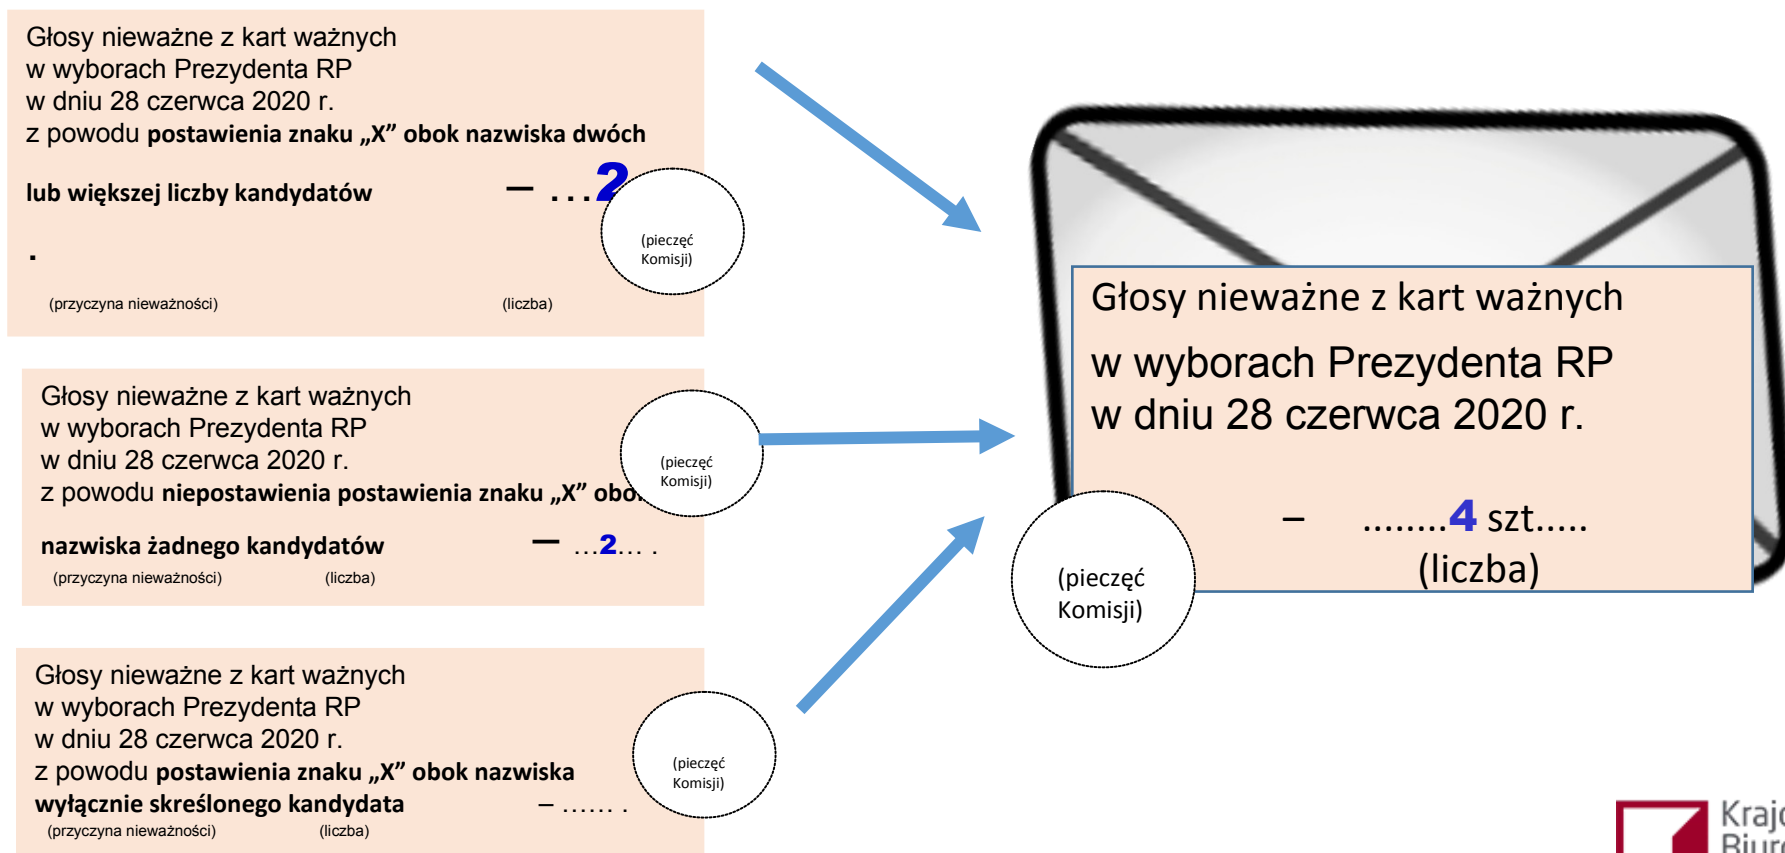 Głosy nieważne z kart ważnych
w wyborach Prezydenta RP
w dniu 28 czerwca 2020 r.
z powodu postawienia znaku „X” obok nazwiska dwóch
lub większej liczby kandydatów – ...2
.
(przyczyna nieważności) (liczba)
(pieczęć
Komisji)
Głosy nieważne z kart ważnych
w wyborach Prezydenta RP
w dniu 28 czerwca 2020 r.
z powodu niepostawienia postawienia znaku „X” obok
nazwiska żadnego kandydatów – ...2... .
(przyczyna nieważności) (liczba)
(pieczęć
Komisji)
Głosy nieważne z kart ważnych
w wyborach Prezydenta RP
w dniu 28 czerwca 2020 r.
z powodu postawienia znaku „X” obok nazwiska
wyłącznie skreślonego kandydata – ...... .
(przyczyna nieważności) (liczba)
(pieczęć
Komisji)
Głosy nieważne z kart ważnych
w wyborach Prezydenta RP
w dniu 28 czerwca 2020 r.
– ........4 szt.....
(liczba)
(pieczęć
Komisji)